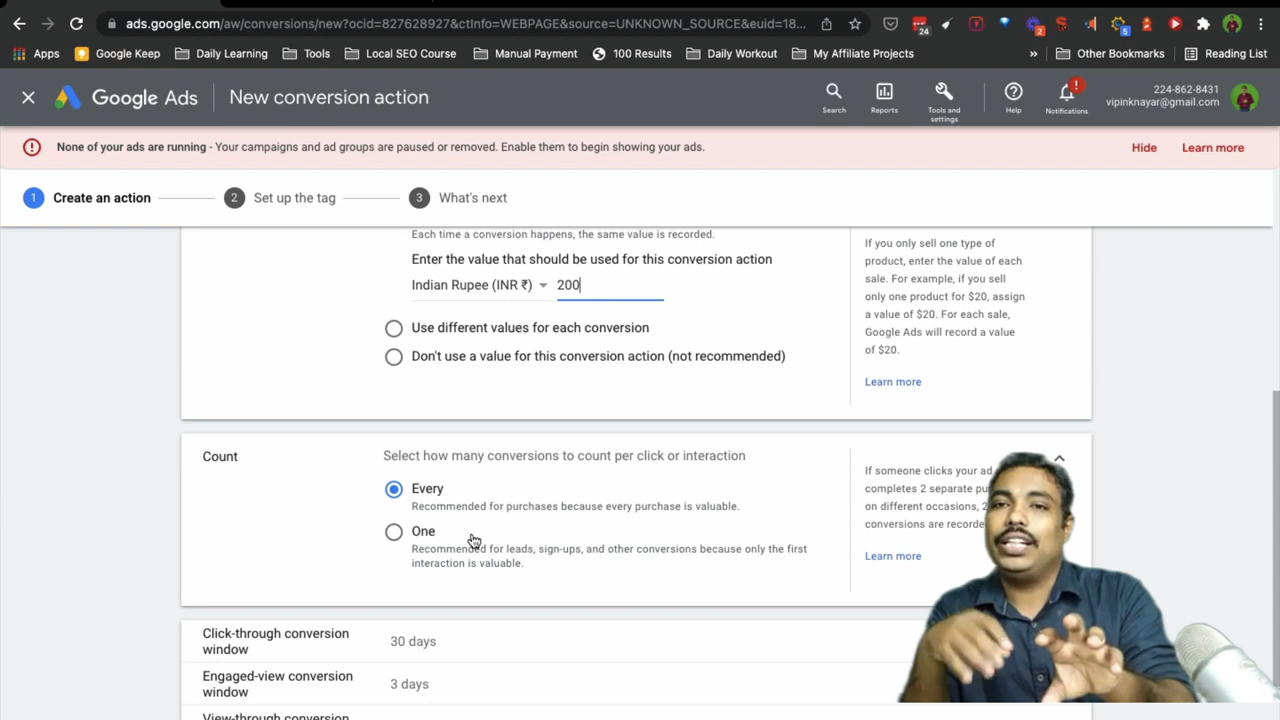 ads.google.com/aw/conversions/new?ocid=827628927&ctInfo=WEBPAGE&source=UNKNOWN_SOURCE&euid=18...
24
2
5
Apps Google Keep Daily Learning Tools Local SEO Course Manual Payment 100 Results Daily Workout My Affiliate Projects » Other Bookmarks Reading List
Google Ads New conversion action
Search Reports Tools and settings Help Notifications
224-862-8431
vipinknayar@gmail.com
None of your ads are running - Your campaigns and ad groups are paused or removed. Enable them to begin showing your ads. Hide Learn more
1 Create an action 2 Set up the tag 3 What's next
Each time a conversion happens, the same value is recorded.
Enter the value that should be used for this conversion action
Indian Rupee (INR ₹) 200
Use different values for each conversion
Don't use a value for this conversion action (not recommended)
If you only sell one type of
product, enter the value of each
sale. For example, if you sell
only one product for $20, assign
a value of $20. For each sale,
Google Ads will record a value
of $20.
Learn more
Count
Select how many conversions to count per click or interaction
Every
Recommended for purchases because every purchase is valuable.
One
Recommended for leads, sign-ups, and other conversions because only the first
interaction is valuable.
If someone clicks your ad
completes 2 separate pu
on different occasions, 2
conversions are recorde
Learn more
Click-through conversion
window
30 days
Engaged-view conversion
window
3 days
View-through conversion